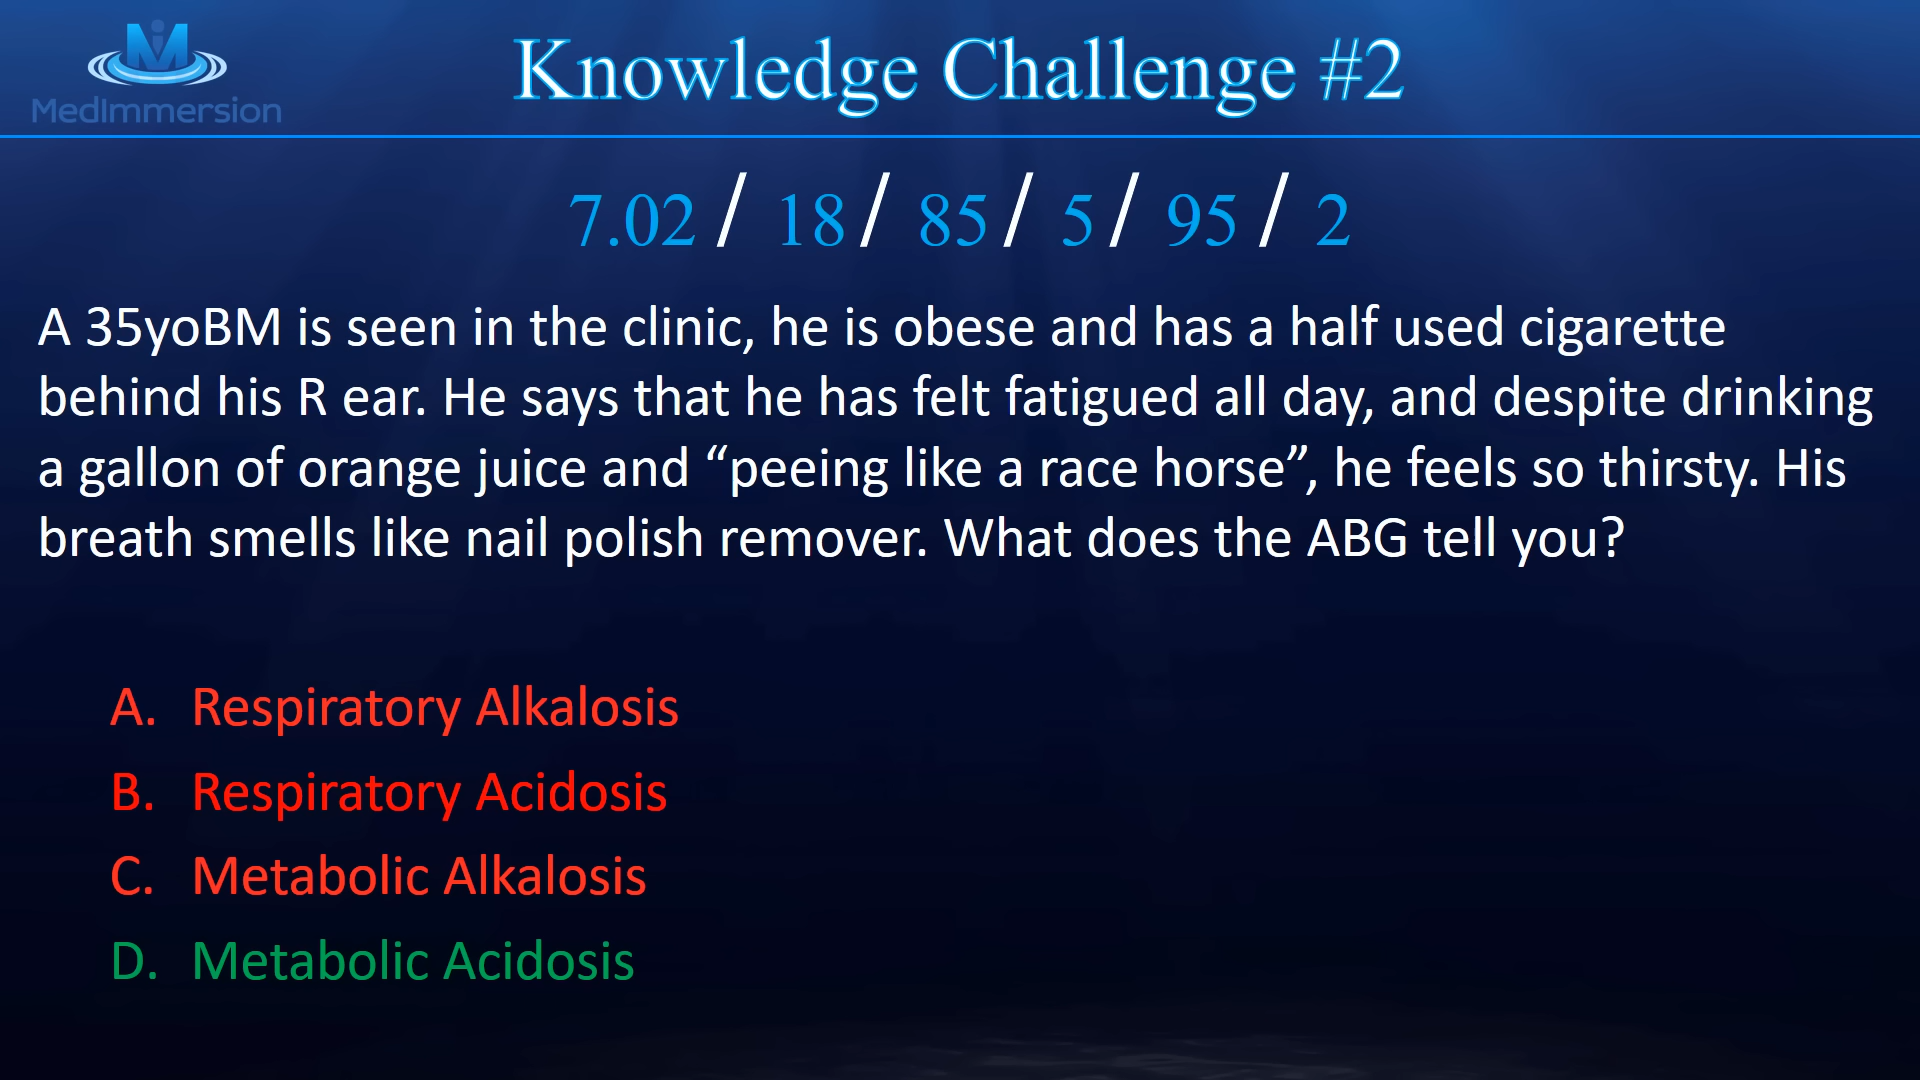 MedImmersion
Knowledge Challenge #2
7.02 / 18 / 85 / 5 / 95 / 2
A 35yoBM is seen in the clinic, he is obese and has a half used cigarette
behind his R ear. He says that he has felt fatigued all day, and despite drinking
a gallon of orange juice and “peeing like a race horse”, he feels so thirsty. His
breath smells like nail polish remover. What does the ABG tell you?
A. Respiratory Alkalosis
B. Respiratory Acidosis
C. Metabolic Alkalosis
D. Metabolic Acidosis